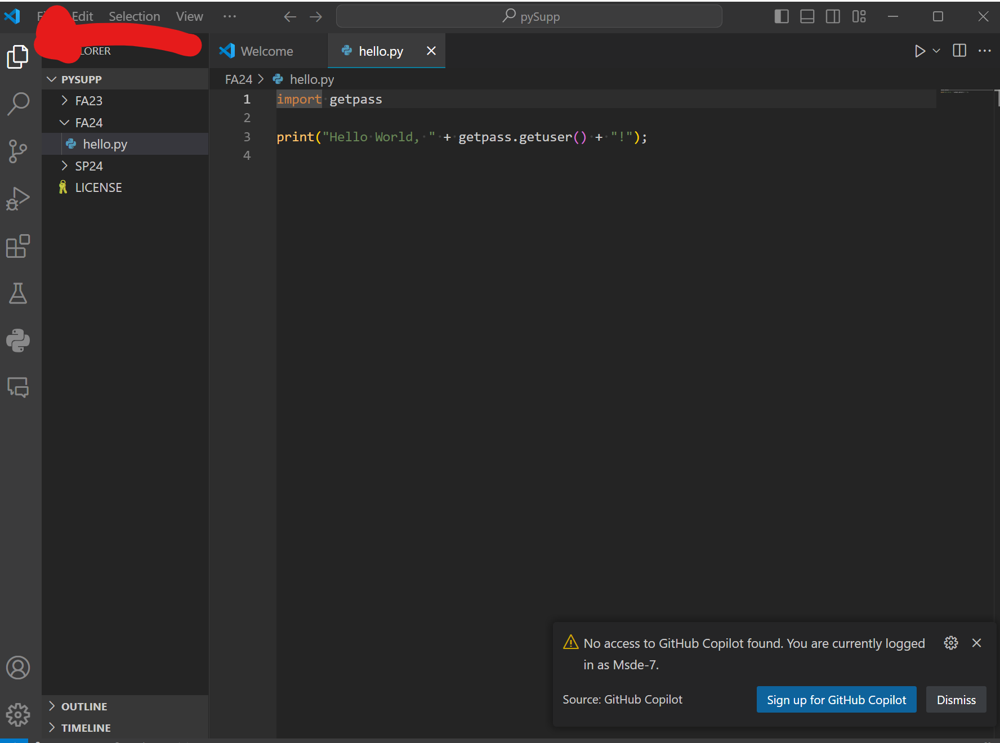 Edit Selection View ···
pySupp
LORER
Welcome
hello.py
PYSUPP
FA23
FA24
hello.py
SP24
LICENSE
OUTLINE
TIMELINE
FA24 > hello.py
1 import getpass
2
3 print("Hello World, " + getpass.getuser() + "!");
4
No access to GitHub Copilot found. You are currently logged
in as Msde-7.
Source: GitHub Copilot
Sign up for GitHub Copilot
Dismiss